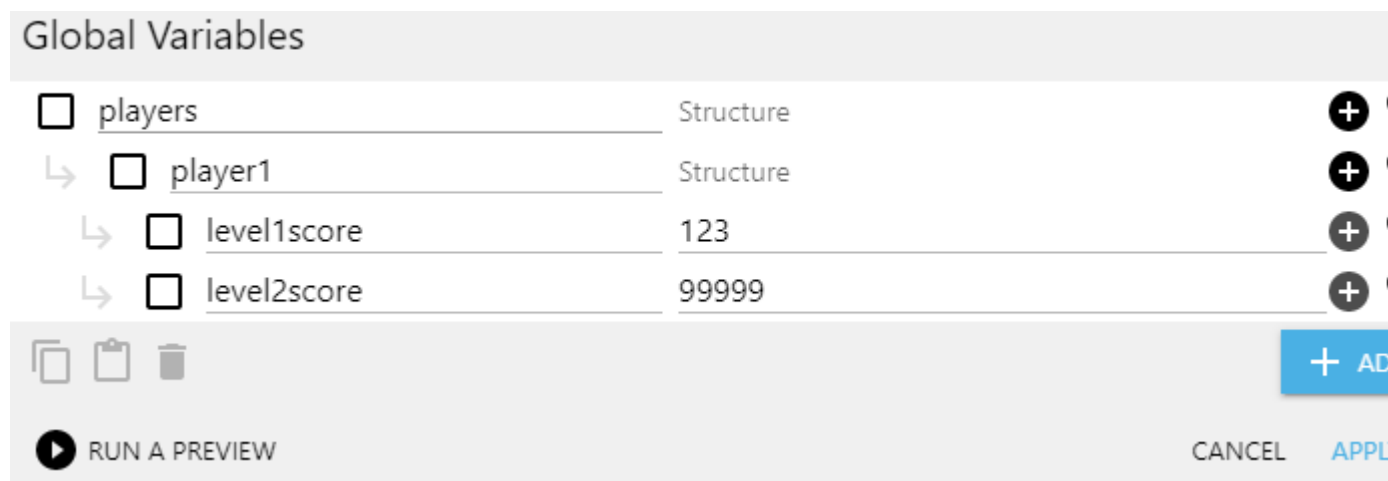 Global Variables
players Structure
player1 Structure
level1score 123
level2score 99999
RUN A PREVIEW CANCEL